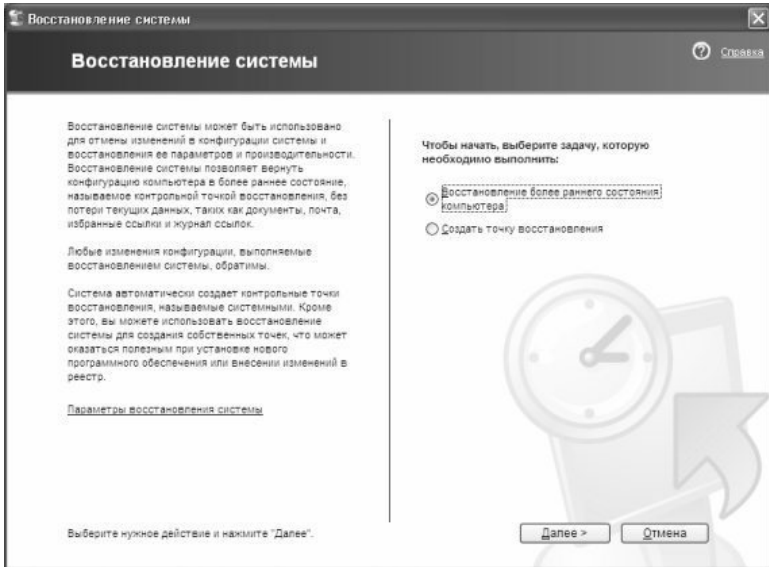 Восстановление системы
Восстановление системы
Справка
Восстановление системы может быть использовано
для отмены изменений в конфигурации системы и
восстановления ее параметров и производительности.
Восстановление системы позволяет вернуть
конфигурацию компьютера в более раннее состояние,
называемое контрольной точкой восстановления, без
потери текущих данных, таких как документы, почта,
избранные ссылки и журнал ссылок.
Любые изменения конфигурации, выполняемые
восстановлением системы, обратимы.
Система автоматически создает контрольные точки
восстановления, называемые системными. Кроме
этого, вы можете использовать восстановление
системы для создания собственных точек, что может
оказаться полезным при установке нового
программного обеспечения или внесении изменений в
реестр.
Параметры восстановления системы
Выберите нужное действие и нажмите "Далее".
Чтобы начать, выберите задачу, которую
необходимо выполнить:
Восстановление более раннего состояния
компьютера
Создать точку восстановления
Далее >
Отмена